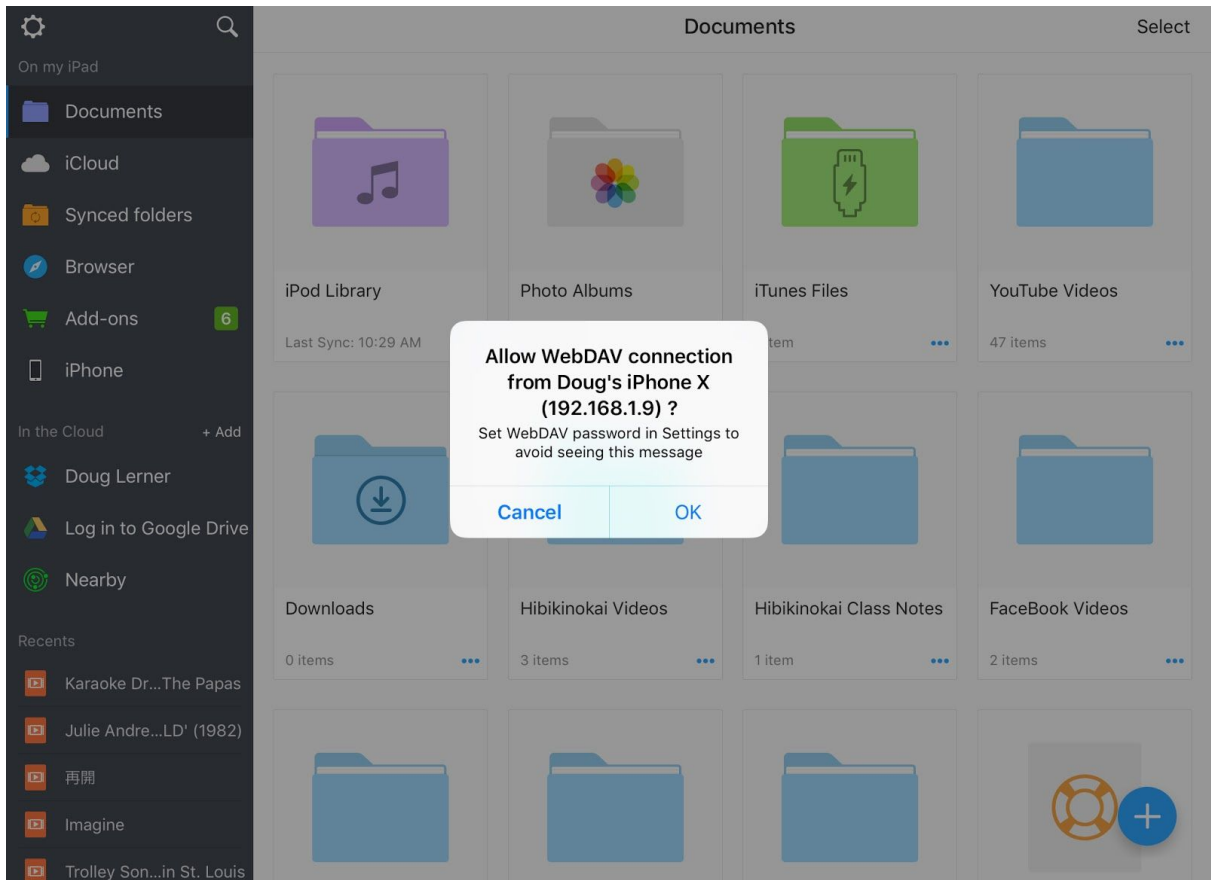 On my iPad
Documents
iCloud
Synced folders
Browser
Add-ons 6
iPhone
In the Cloud + Add
Doug Lerner
Log in to Google Drive
Nearby
Recents
Karaoke Dr...The Papas
Julie Andre...LD' (1982)
再開
Imagine
Trolley Son...in St. Louis
Documents
Select
iPod Library
Last Sync: 10:29 AM
Photo Albums
iTunes Files
tem
YouTube Videos
47 items
Allow WebDAV connection
from Doug's iPhone X
(192.168.1.9) ?
Set WebDAV password in Settings to
avoid seeing this message
Cancel
OK
Downloads
0 items
Hibikinokai Videos
3 items
Hibikinokai Class Notes
1 item
FaceBook Videos
2 items